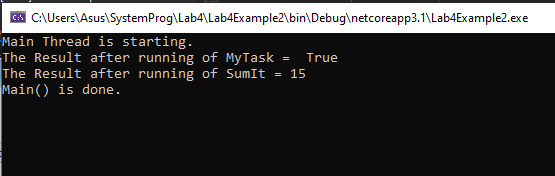 C:\Users\Asus\SystemProg\Lab4\Lab4Example2\bin\Debug\netcoreapp3.1\Lab4Example2.exe
Main Thread is starting.
The Result after running of MyTask =  True
The Result after running of SumIt = 15
Main() is done.